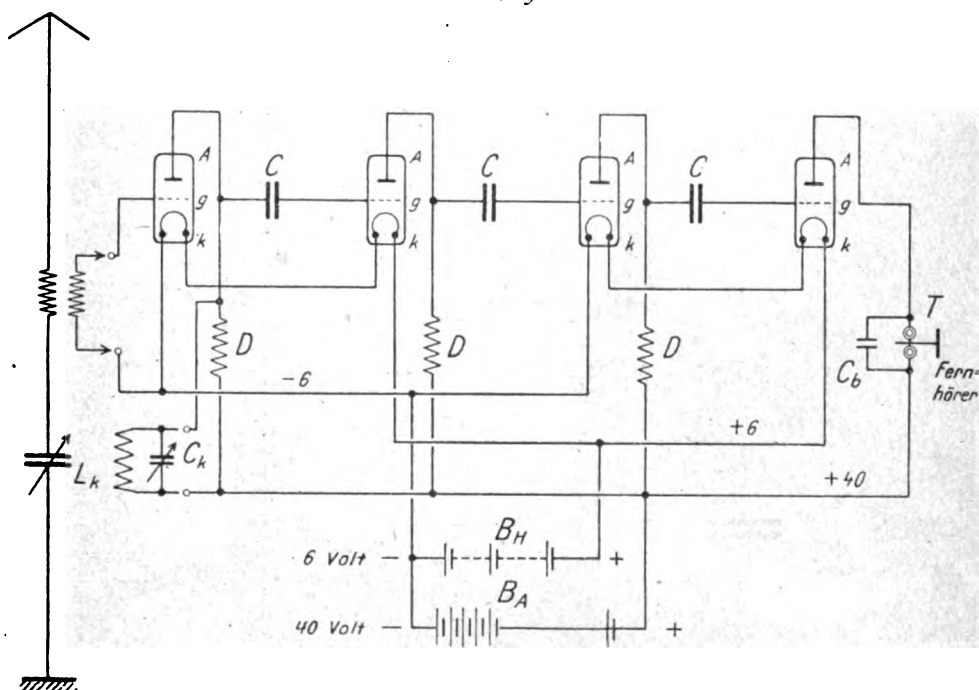 A
g
k
C
A
g
k
C
A
g
k
C
A
g
k
D
D
D
T
C_b
Fern-
hörer
-6
+6
+40
L_k
C_k
B_H
6 Volt - +
B_A
40 Volt - +